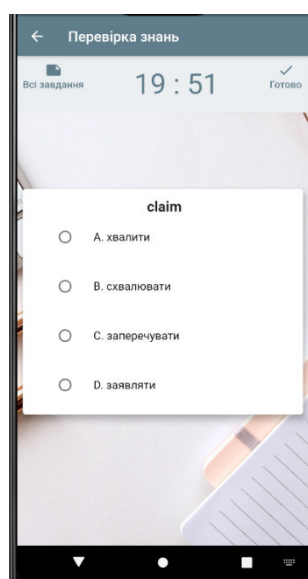 Перевірка знань
Всі завдання
19 : 51
Готово
claim
A. хвалити
B. схвалювати
C. заперечувати
D. заявляти